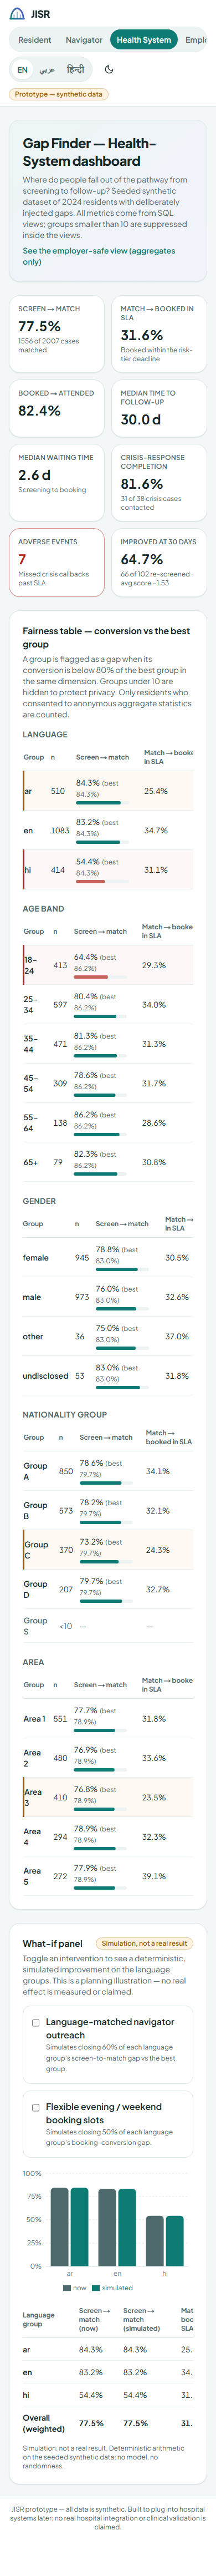 JISR
Resident Navigator Health System Emplo
EN عربي हिन्दी
Prototype — synthetic data
Gap Finder — Health-
System dashboard
Where do people fall out of the pathway from
screening to follow-up? Seeded synthetic
dataset of 2024 residents with deliberately
injected gaps. All metrics come from SQL
views; groups smaller than 10 are suppressed
inside the views.
See the employer-safe view (aggregates
only)
SCREEN → MATCH
77.5%
1556 of 2007 cases
matched
MATCH → BOOKED IN
SLA
31.6%
Booked within the risk-
tier deadline
BOOKED → ATTENDED
82.4%
MEDIAN TIME TO
FOLLOW-UP
30.0 d
MEDIAN WAITING TIME
2.6 d
Screening to booking
CRISIS-RESPONSE
COMPLETION
81.6%
31 of 38 crisis cases
contacted
ADVERSE EVENTS
7
Missed crisis callbacks
past SLA
IMPROVED AT 30 DAYS
64.7%
66 of 102 re-screened ·
avg score -1.53
Fairness table — conversion vs the best
group
A group is flagged as a gap when its
conversion is below 80% of the best group in
the same dimension. Groups under 10 are
hidden to protect privacy. Only residents who
consented to anonymous aggregate statistics
are counted.
LANGUAGE
Group n Screen → match Match → booke
in SLA
ar 510 84.3% (best
84.3%) 25.4%
en 1083 83.2% (best
84.3%) 34.7%
hi 414 54.4% (best
84.3%) 31.1%
AGE BAND
Group n Screen → match Match → booke
in SLA
18–
24 413 64.4% (best
86.2%) 29.3%
25–
34 597 80.4% (best
86.2%) 34.0%
35–
44 471 81.3% (best
86.2%) 31.3%
45–
54 309 78.6% (best
86.2%) 31.7%
55–
64 138 86.2% (best
86.2%) 28.6%
65+ 79 82.3% (best
86.2%) 30.8%
GENDER
Group n Screen → match Match →
in SLA
female 945 78.8% (best
83.0%) 30.5%
male 973 76.0% (best
83.0%) 32.6%
other 36 75.0% (best
83.0%) 37.0%
undisclosed 53 83.0% (best
83.0%) 31.8%
NATIONALITY GROUP
Group n Screen → match Match →
booked in SLA
Group
A 850 78.6% (best
79.7%) 34.1%
Group
B 573 78.2% (best
79.7%) 32.1%
Group
C 370 73.2% (best
79.7%) 24.3%
Group
D 207 79.7% (best
79.7%) 32.7%
Group
S <10 — —
AREA
Group n Screen → match Match → booke
in SLA
Area 1 551 77.7% (best
78.9%) 31.8%
Area
2 480 76.9% (best
78.9%) 33.6%
Area
3 410 76.8% (best
78.9%) 23.5%
Area
4 294 78.9% (best
78.9%) 32.3%
Area
5 272 77.9% (best
78.9%) 39.1%
What-if panel Simulation, not a real result
Toggle an intervention to see a deterministic,
simulated improvement on the language
groups. This is a planning illustration — no real
effect is measured or claimed.
Language-matched navigator
outreach
Simulates closing 60% of each language
group's screen-to-match gap vs the best
group.
Flexible evening / weekend
booking slots
Simulates closing 50% of each language
group's booking-conversion gap.
100%
75%
50%
25%
0%
ar en hi
now simulated
Language
group Screen →
match
(now) Screen →
match
(simulated) Mat
boo
SLA
ar 84.3% 84.3% 25.
en 83.2% 83.2% 34.
hi 54.4% 54.4% 31.
Overall
(weighted) 77.5% 77.5% 31.
Simulation, not a real result. Deterministic arithmetic
on the seeded synthetic data; no model, no
randomness.
JISR prototype — all data is synthetic. Built to plug into hospital
systems later; no real hospital integration or clinical validation is
claimed.